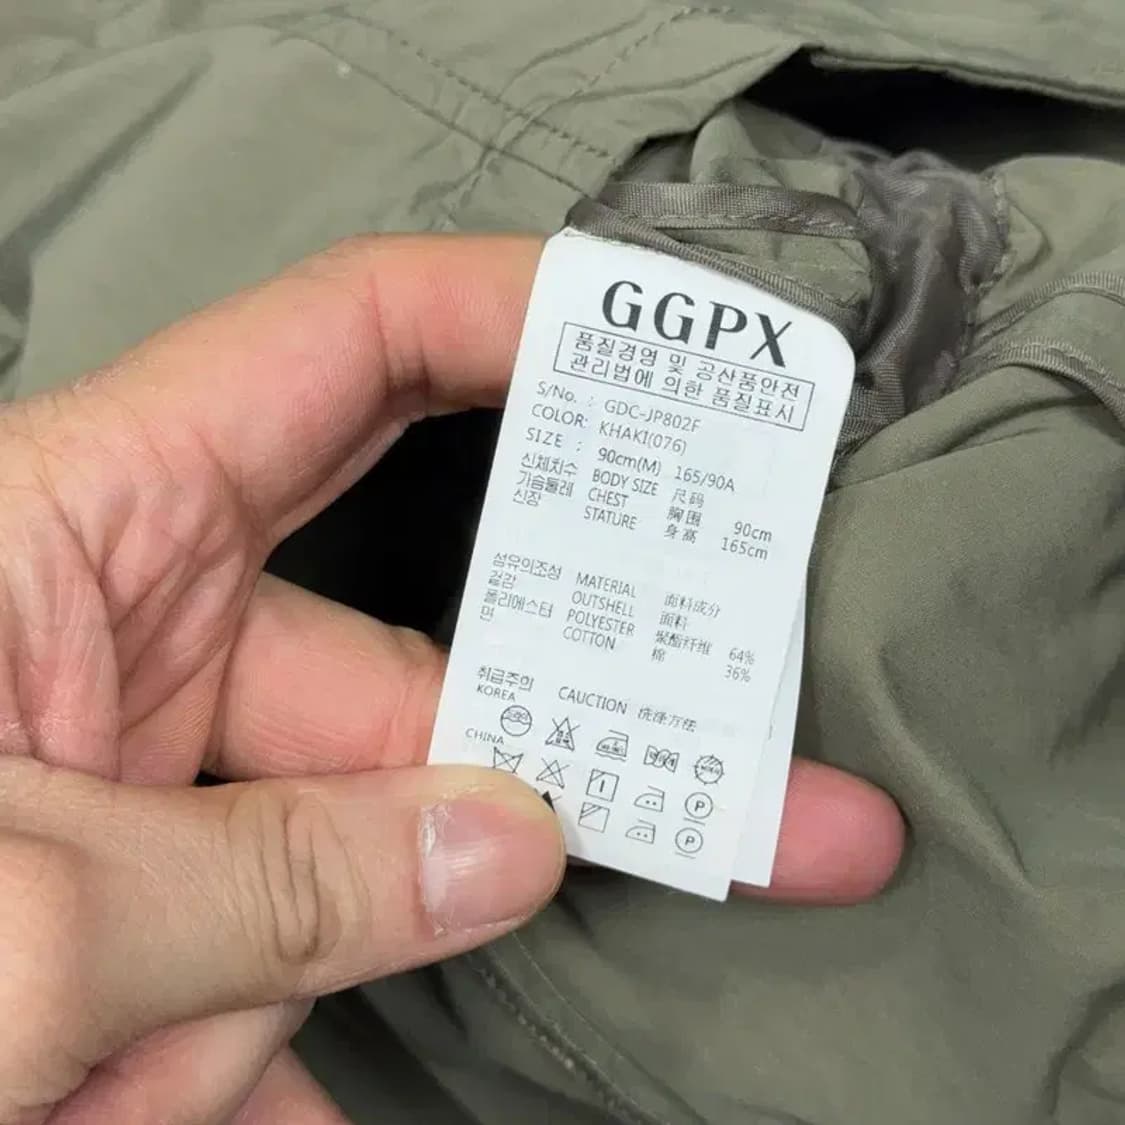 GGPX
품질경영 및 공산품안전
관리법에 의한 품질표시
S/No. : GDC-JP802F
COLOR: KHAKI(076)
SIZE : 90cm(M) 165/90A
신체치수 BODY SIZE 尺码
가슴둘레 CHEST 胸围 90cm
신장 STATURE 身高 165cm
섬유의조성 MATERIAL 面料成分
겉감 OUTSHELL 面料
폴리에스터 POLYESTER 聚酯纤维 64%
면 COTTON 棉 36%
취급주의 CAUCTION 洗涤方法
KOREA
CHINA
P
P